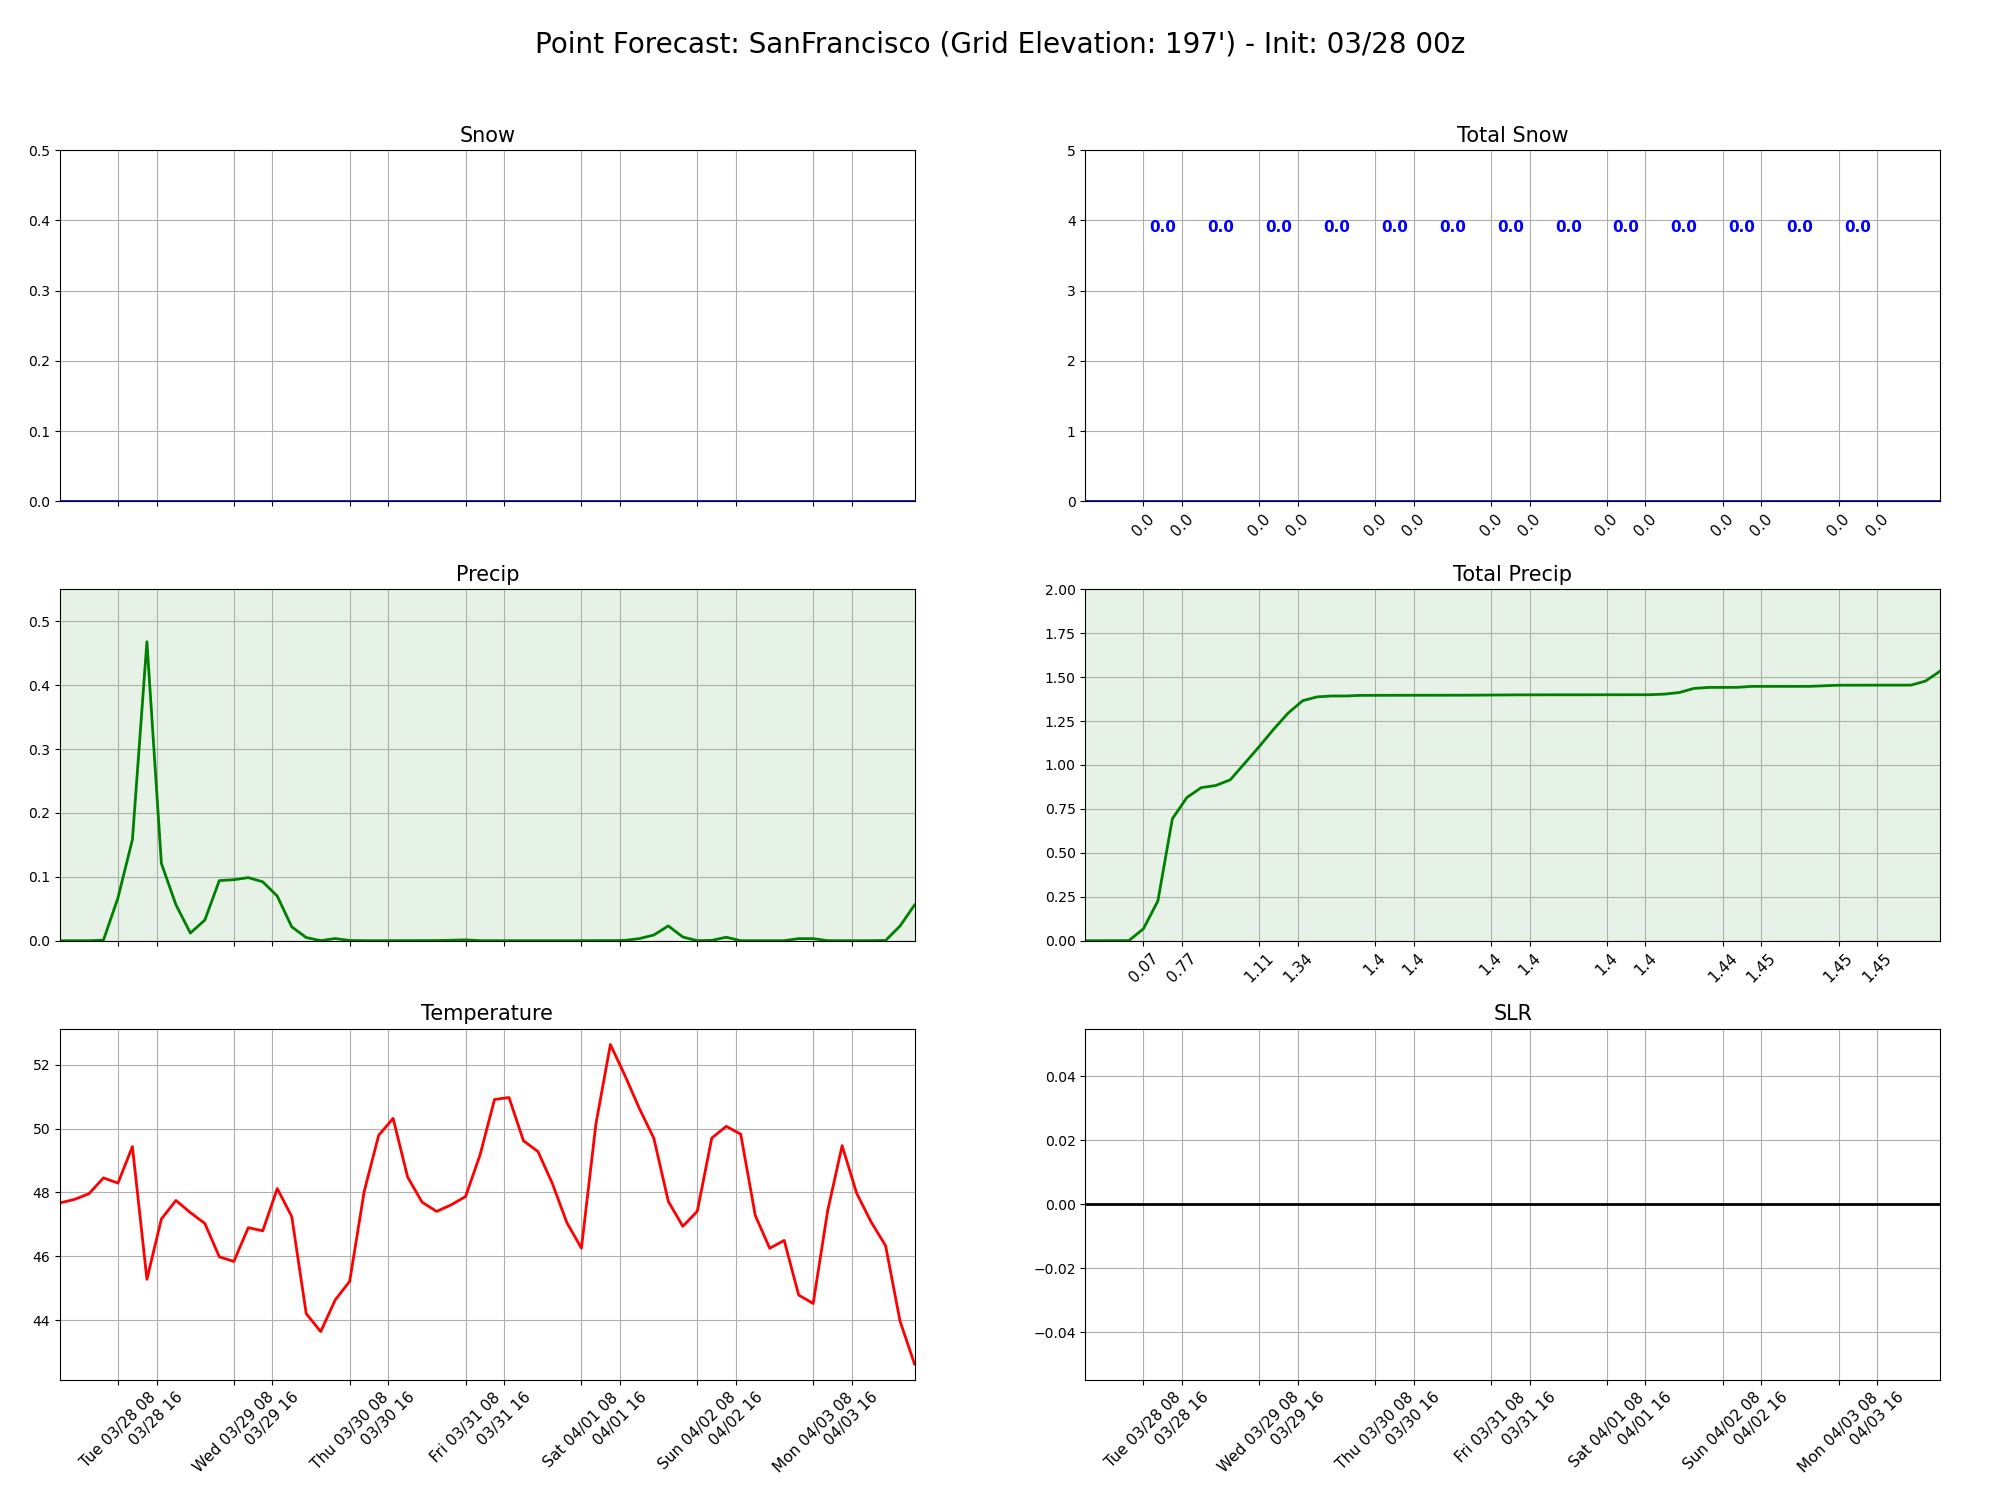 Point Forecast: SanFrancisco (Grid Elevation: 197') - Init: 03/28 00z
Snow
0.5
0.4
0.3
0.2
0.1
0.0
Total Snow
5
4
3
2
1
0
0.0 0.0 0.0 0.0 0.0 0.0 0.0 0.0 0.0 0.0 0.0 0.0 0.0
0.0 0.0 0.0 0.0 0.0 0.0 0.0 0.0 0.0 0.0 0.0 0.0 0.0 0.0
Precip
0.5
0.4
0.3
0.2
0.1
0.0
Total Precip
2.00
1.75
1.50
1.25
1.00
0.75
0.50
0.25
0.00
0.07 0.77 1.11 1.34 1.4 1.4 1.4 1.4 1.4 1.4 1.44 1.45 1.45 1.45
Temperature
52
50
48
46
44
Tue 03/28 08
03/28 16
Wed 03/29 08
03/29 16
Thu 03/30 08
03/30 16
Fri 03/31 08
03/31 16
Sat 04/01 08
04/01 16
Sun 04/02 08
04/02 16
Mon 04/03 08
04/03 16
SLR
0.04
0.02
0.00
−0.02
−0.04
Tue 03/28 08
03/28 16
Wed 03/29 08
03/29 16
Thu 03/30 08
03/30 16
Fri 03/31 08
03/31 16
Sat 04/01 08
04/01 16
Sun 04/02 08
04/02 16
Mon 04/03 08
04/03 16